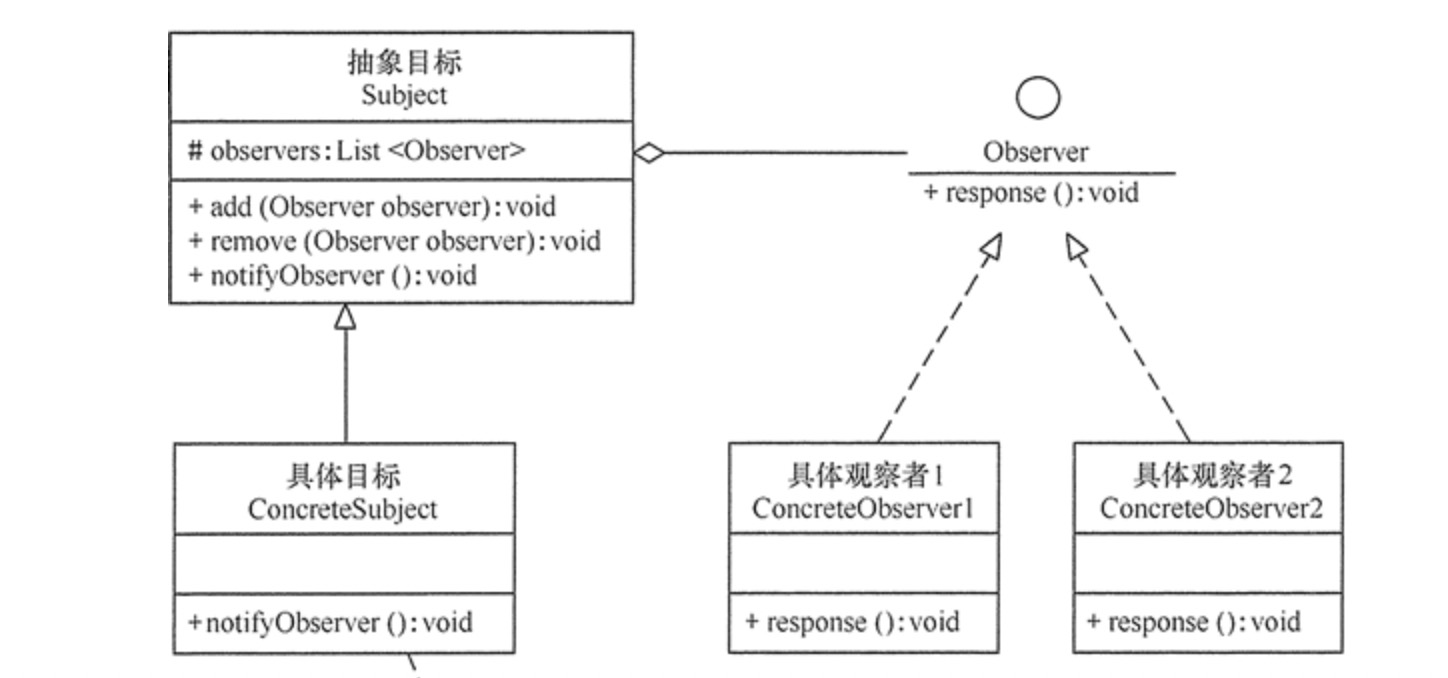 抽象目标
Subject
# observers:List <Observer>
+ add (Observer observer):void
+ remove (Observer observer):void
+ notifyObserver ():void
Observer
+ response ():void
具体目标
ConcreteSubject
+notifyObserver ():void
具体观察者1
ConcreteObserver1
+ response ():void
具体观察者2
ConcreteObserver2
+ response ():void